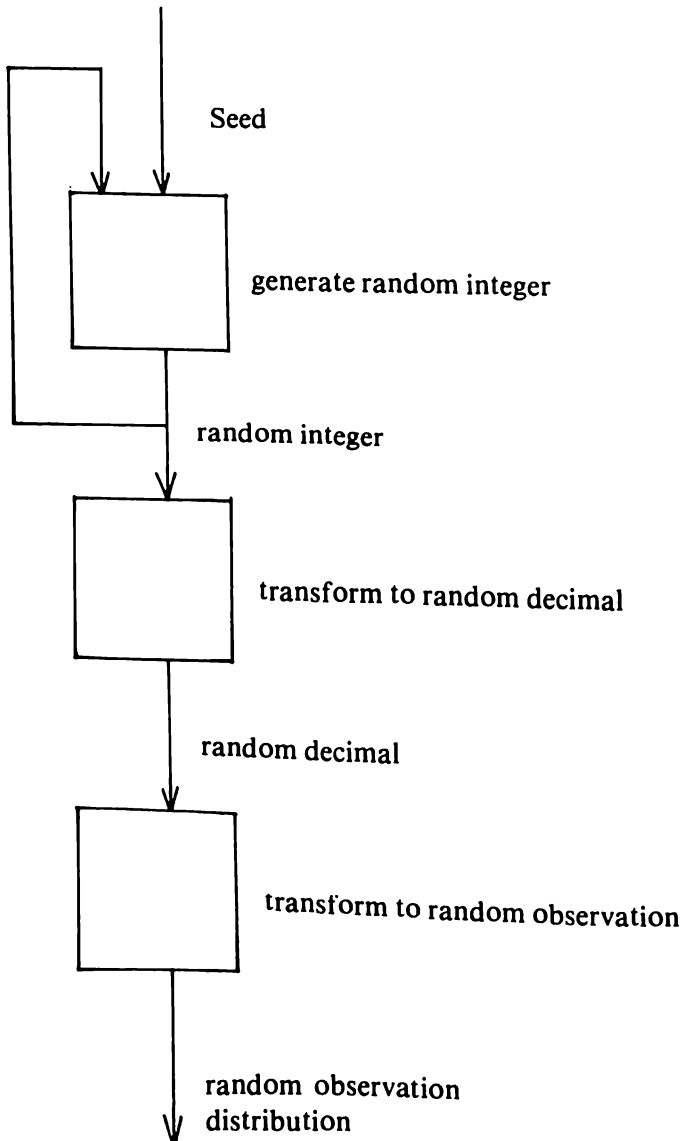 Seed
generate random integer
random integer
transform to random decimal
random decimal
transform to random observation
random observation
distribution